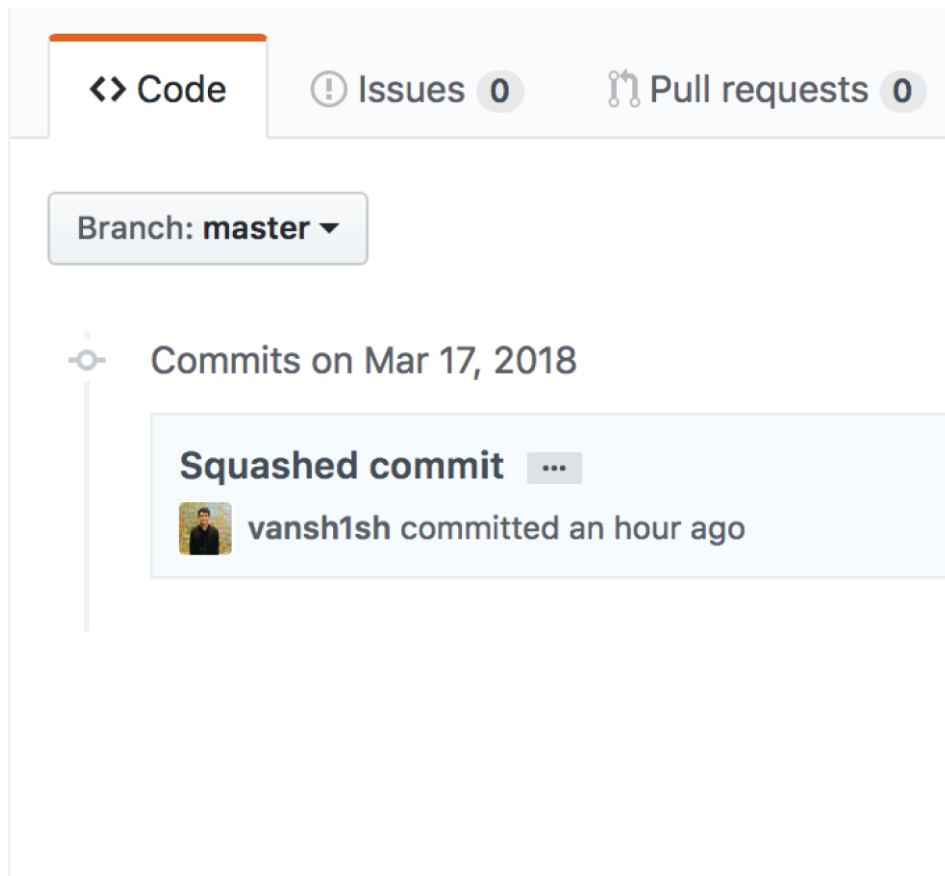 <> Code Issues 0 Pull requests 0
Branch: master
Commits on Mar 17, 2018
Squashed commit ...
vansh1sh committed an hour ago